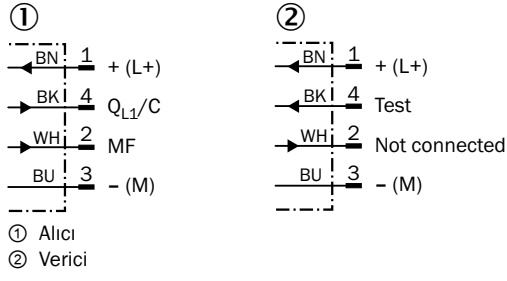 ① ②
BN 1 + (L+) BN 1 + (L+)
BK 4 QL1/C BK 4 Test
WH 2 MF WH 2 Not connected
BU 3 − (M) BU 3 − (M)
① Alıcı
② Verici